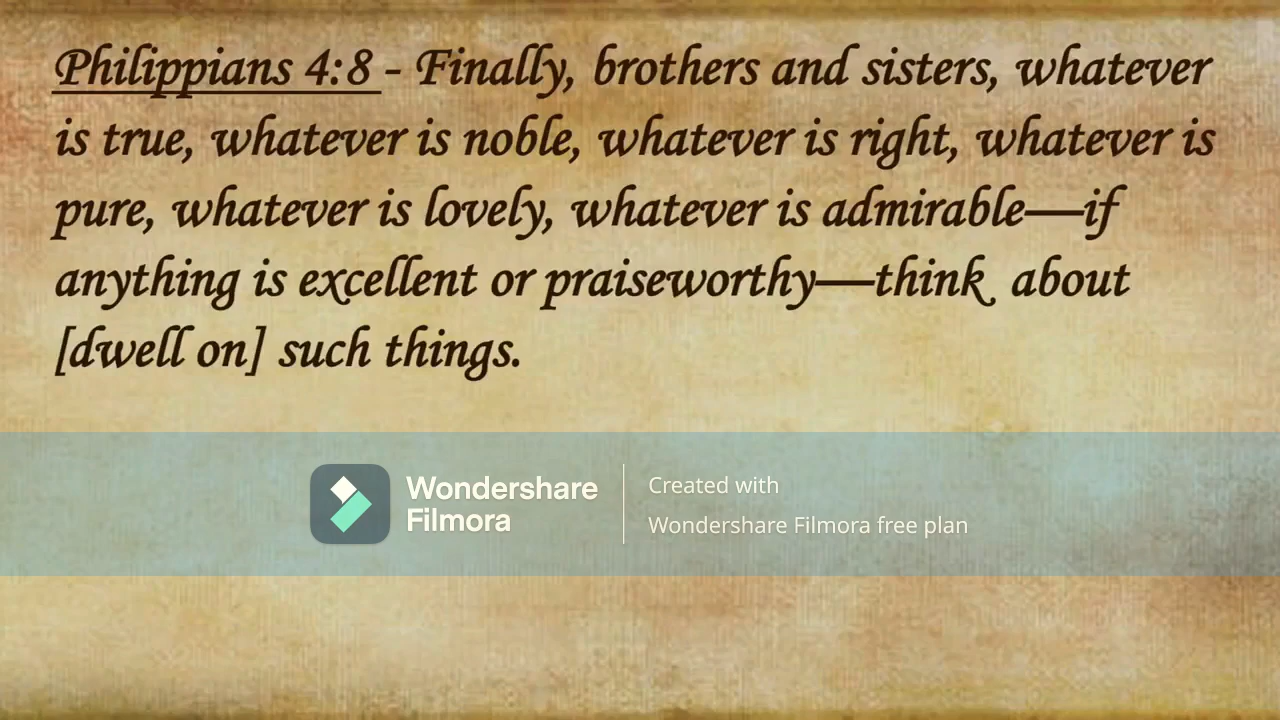 Philippians 4:8 - Finally, brothers and sisters, whatever
is true, whatever is noble, whatever is right, whatever is
pure, whatever is lovely, whatever is admirable—if
anything is excellent or praiseworthy—think about
[dwell on] such things.
Wondershare
Filmora
Created with
Wondershare Filmora free plan